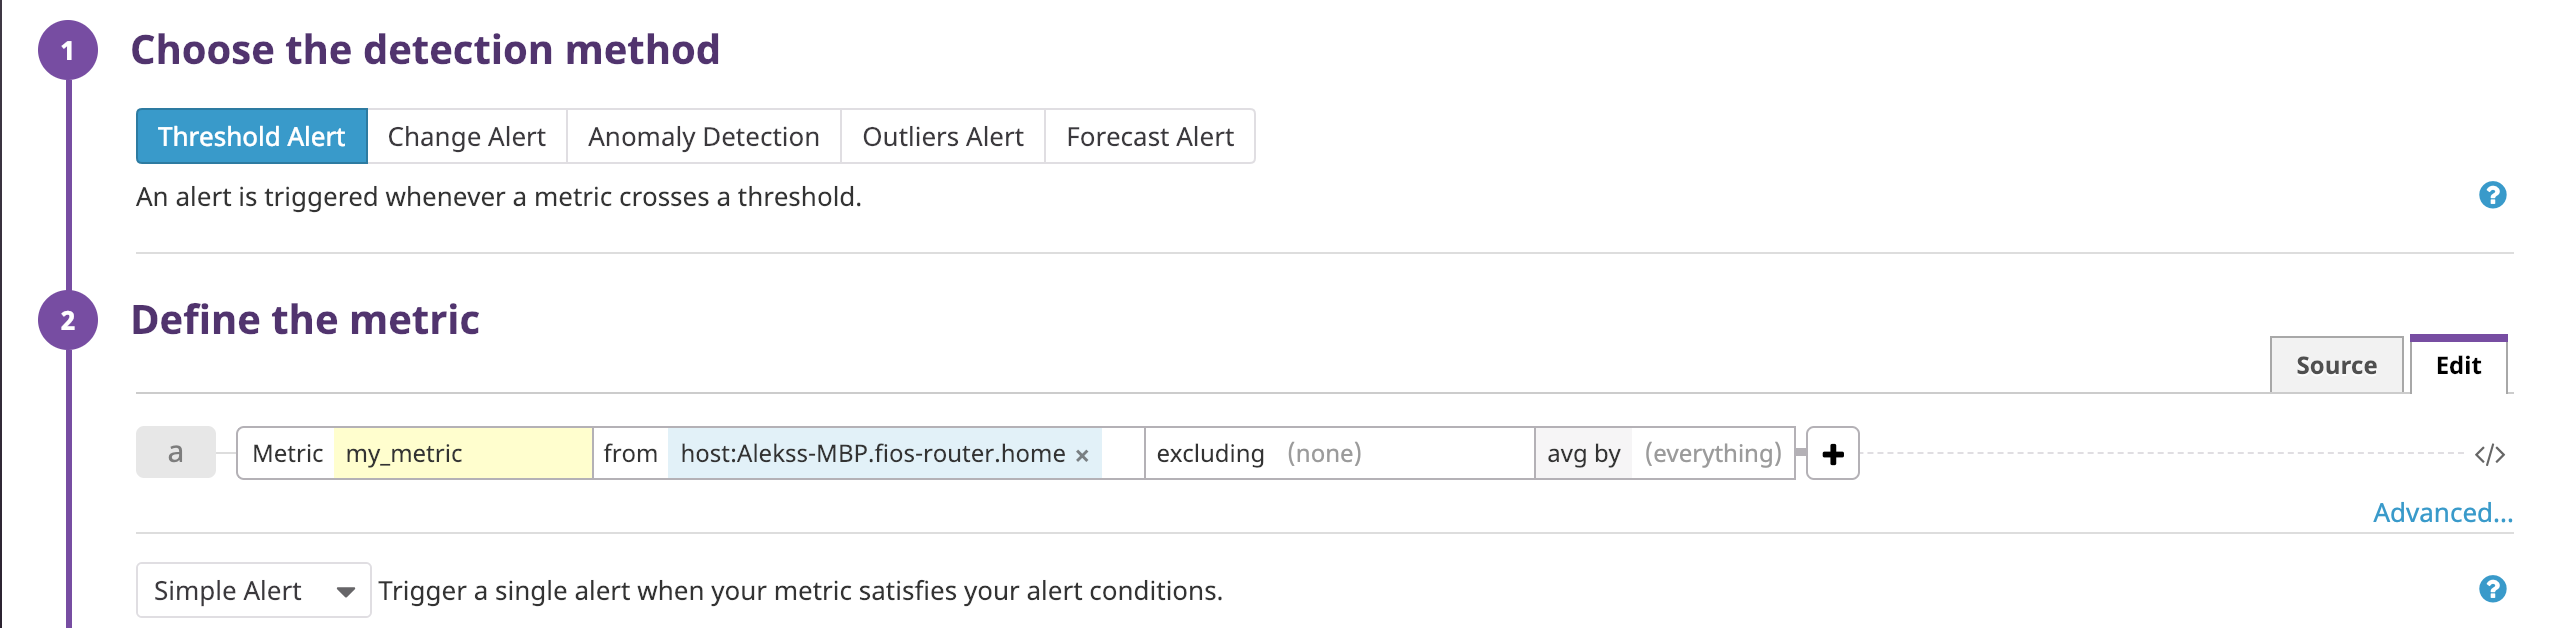 1 Choose the detection method
Threshold Alert Change Alert Anomaly Detection Outliers Alert Forecast Alert
An alert is triggered whenever a metric crosses a threshold. ?
2 Define the metric
Source Edit
a Metric my_metric from host:Alekss-MBP.fios-router.home × excluding (none) avg by (everything) + </>
Advanced...
Simple Alert Trigger a single alert when your metric satisfies your alert conditions. ?